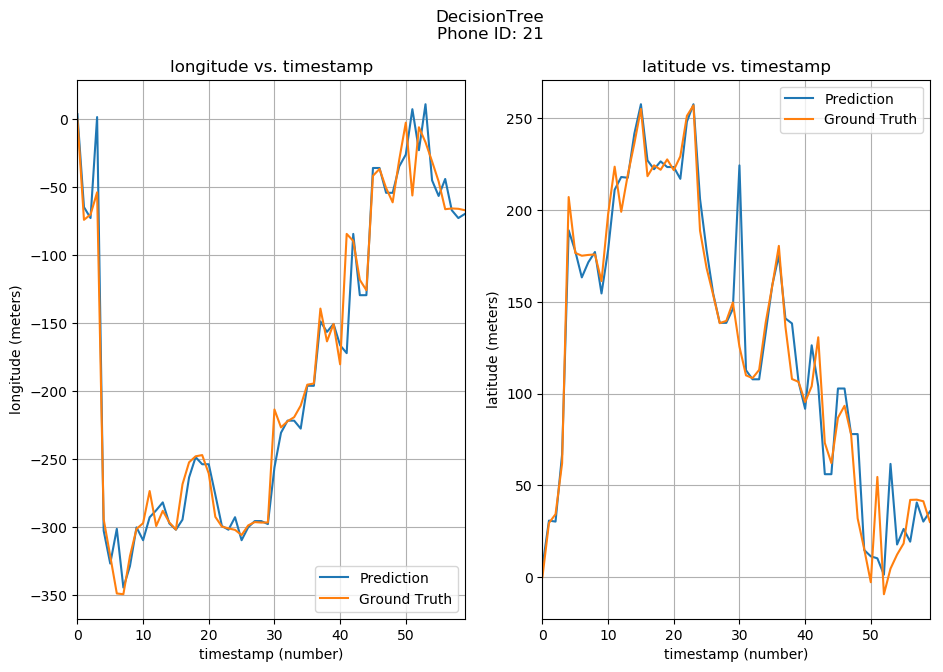 DecisionTree
Phone ID: 21
longitude vs. timestamp
longitude (meters)
0
−50
−100
−150
−200
−250
−300
−350
0 10 20 30 40 50
timestamp (number)
Prediction
Ground Truth
latitude vs. timestamp
latitude (meters)
250
200
150
100
50
0
0 10 20 30 40 50
timestamp (number)
Prediction
Ground Truth